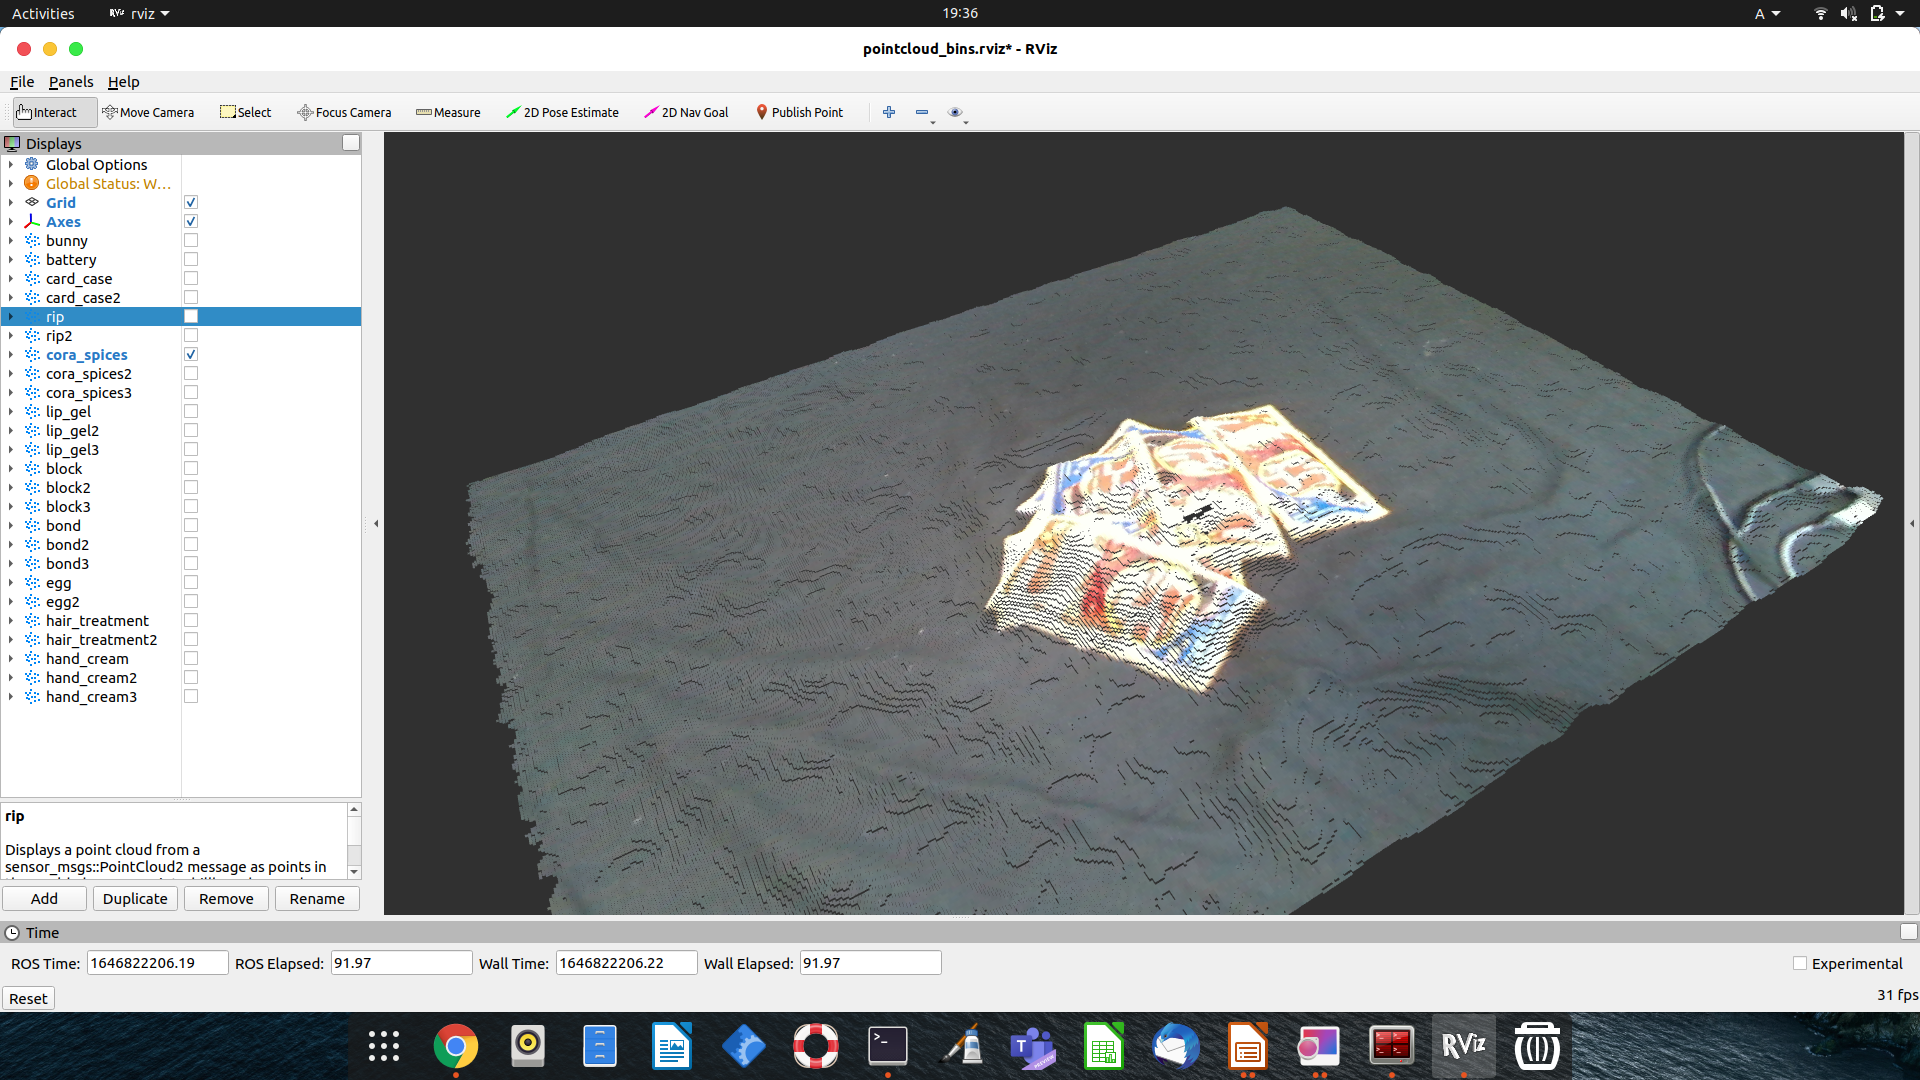 Activities
RViz rviz
19:36
A
pointcloud_bins.rviz* - RViz
File Panels Help
Interact Move Camera Select Focus Camera Measure 2D Pose Estimate 2D Nav Goal Publish Point
Displays
Global Options
Global Status: W...
Grid
Axes
bunny
battery
card_case
card_case2
rip
rip2
cora_spices
cora_spices2
cora_spices3
lip_gel
lip_gel2
lip_gel3
block
block2
block3
bond
bond2
bond3
egg
egg2
hair_treatment
hair_treatment2
hand_cream
hand_cream2
hand_cream3
rip
Displays a point cloud from a
sensor_msgs::PointCloud2 message as points in
Add Duplicate Remove Rename
Time
ROS Time: 1646822206.19 ROS Elapsed: 91.97 Wall Time: 1646822206.22 Wall Elapsed: 91.97 Experimental
Reset
31 fps
RViz